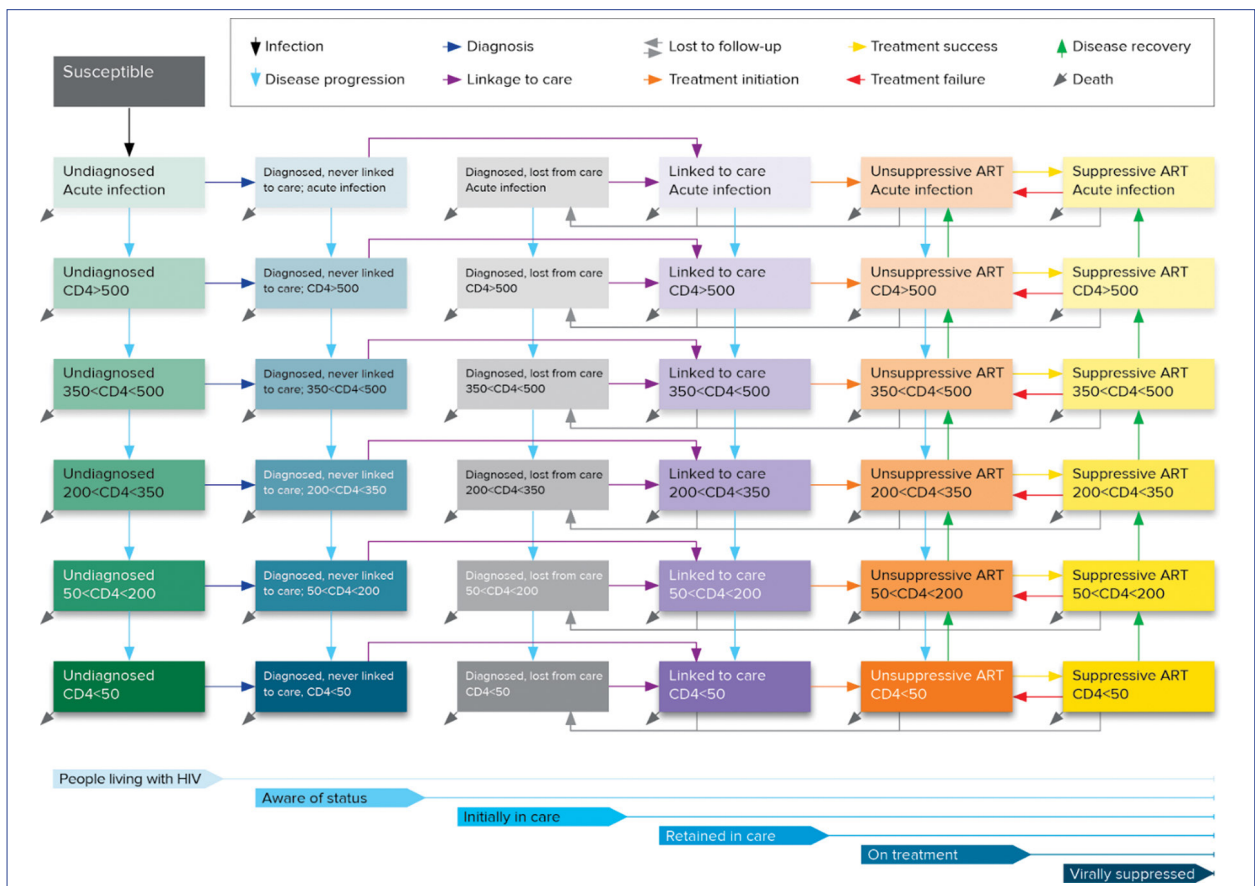 Infection
Diagnosis
Lost to follow-up
Treatment success
Disease recovery
Disease progression
Linkage to care
Treatment initiation
Treatment failure
Death
Susceptible
Undiagnosed
Acute infection
Diagnosed, never linked
to care; acute infection
Diagnosed, lost from care
Acute infection
Linked to care
Acute infection
Unsuppressive ART
Acute infection
Suppressive ART
Acute infection
Undiagnosed
CD4>500
Diagnosed, never linked
to care; CD4>500
Diagnosed, lost from care
CD4>500
Linked to care
CD4>500
Unsuppressive ART
CD4>500
Suppressive ART
CD4>500
Undiagnosed
350<CD4<500
Diagnosed, never linked
to care; 350<CD4<500
Diagnosed, lost from care
350<CD4<500
Linked to care
350<CD4<500
Unsuppressive ART
350<CD4<500
Suppressive ART
350<CD4<500
Undiagnosed
200<CD4<350
Diagnosed, never linked
to care; 200<CD4<350
Diagnosed, lost from care
200<CD4<350
Linked to care
200<CD4<350
Unsuppressive ART
200<CD4<350
Suppressive ART
200<CD4<350
Undiagnosed
50<CD4<200
Diagnosed, never linked
to care; 50<CD4<200
Diagnosed, lost from care
50<CD4<200
Linked to care
50<CD4<200
Unsuppressive ART
50<CD4<200
Suppressive ART
50<CD4<200
Undiagnosed
CD4<50
Diagnosed, never linked
to care, CD4<50
Diagnosed, lost from care
CD4<50
Linked to care
CD4<50
Unsuppressive ART
CD4<50
Suppressive ART
CD4<50
People living with HIV
Aware of status
Initially in care
Retained in care
On treatment
Virally suppressed